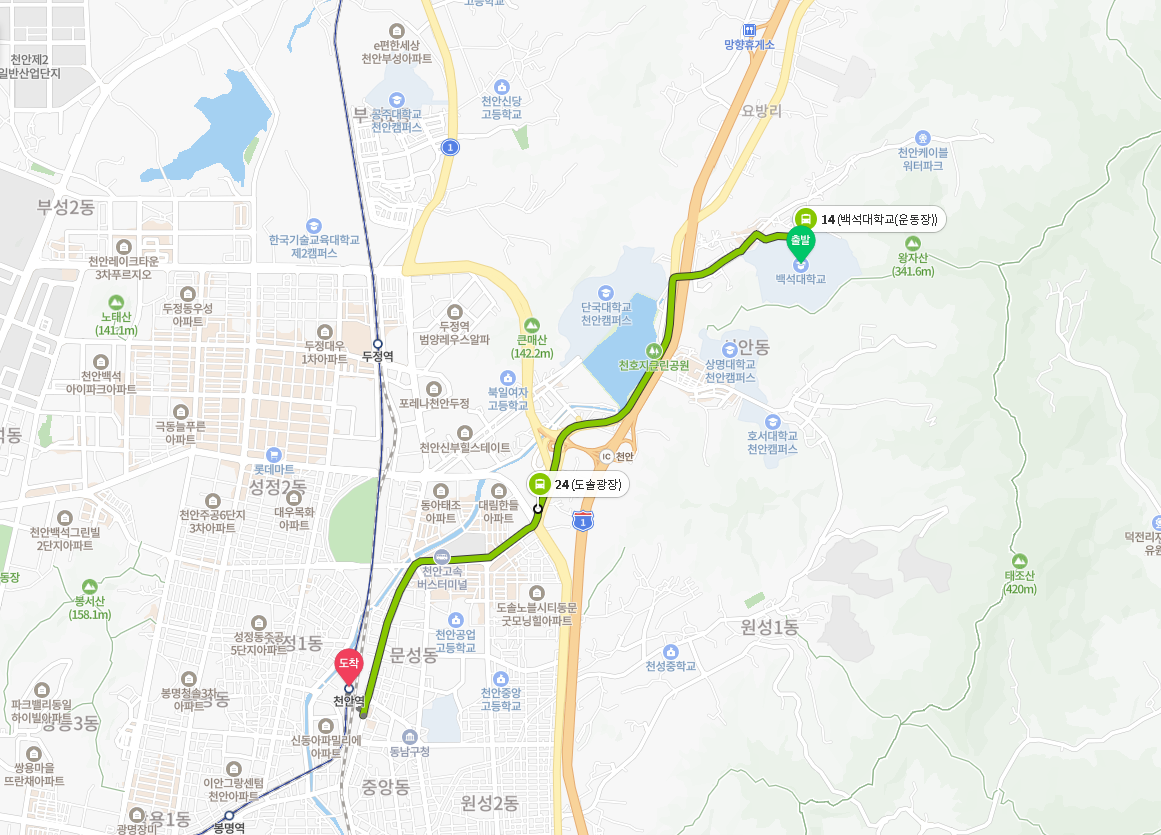 고등학교
천안제2
일반산업단지
e편한세상
천안부성아파트
망향휴게소
공주대학교
천안캠퍼스
천안신당
고등학교
요방리
1
천안케이블
워터파크
부성2동
14 (백석대학교(운동장))
출발
한국기술교육대학교
제2캠퍼스
왕자산
(341.6m)
백석대학교
천안레이크타운
3차푸르지오
두정동우성
아파트
노태산
(141.1m)
단국대학교
천안캠퍼스
두정역
범양레우스알파
큰매산
(142.2m)
두정대우
1차아파트
두정역
천호지근린공원
안동
상명대학교
천안캠퍼스
천안백석
아이파크아파트
북일여자
고등학교
포레나천안두정
극동늘푸른
아파트
천안신부힐스테이트
호서대학교
천안캠퍼스
IC 천안
롯데마트
성정2동
24 (도솔광장)
동아태조
아파트
대림한들
아파트
천안주공6단지
3차아파트
대우목화
아파트
1
천안백석그린빌
2단지아파트
덕전리자
유원
동장
천안고속
버스터미널
태조산
(420m)
봉서산
(158.1m)
도솔노블시티동문
굿모닝힐아파트
천안공업
고등학교
성정동주공
5단지아파트
정1동
원성1동
문성동
천성중학교
도착
천안역
봉명청솔3차
아파트
천안중앙
고등학교
파크밸리동일
하이빌아파트
3동
신동아파밀리에
아파트
동남구청
쌍용마을
뜨란채아파트
이안그랑센텀
천안아파트
중앙동
원성2동
용1동
광명장미
봉명역